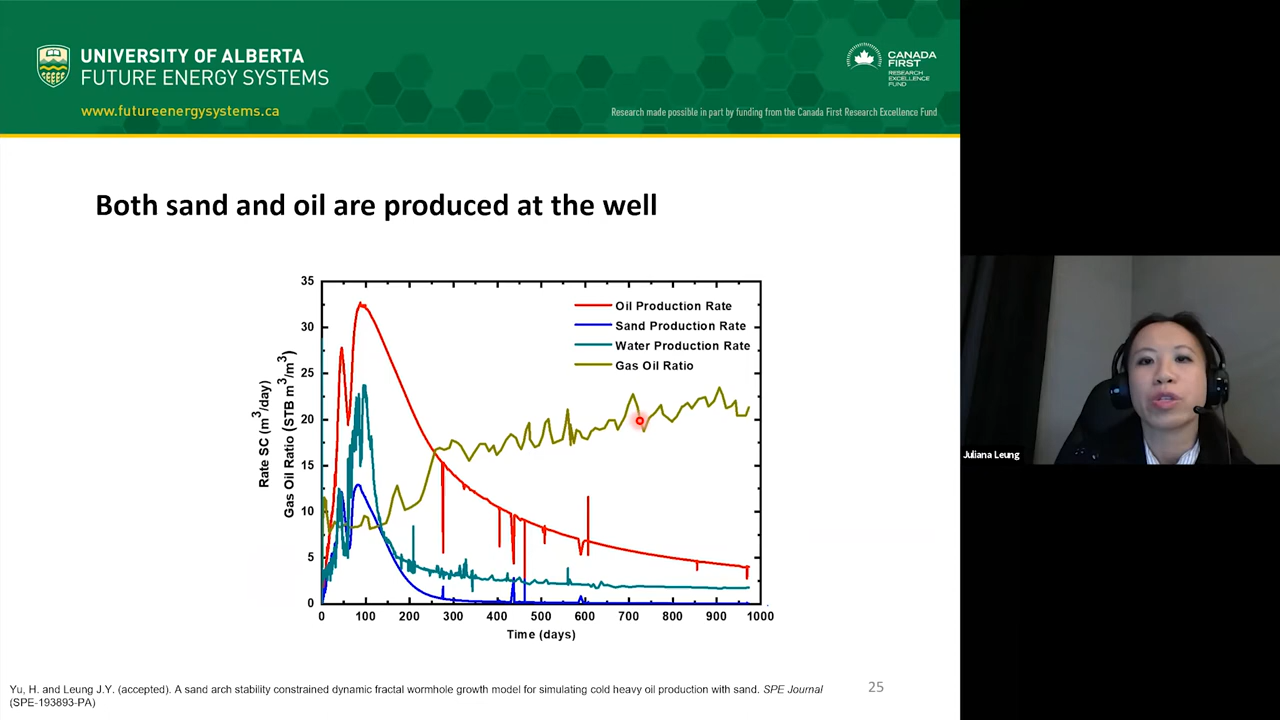 UNIVERSITY OF ALBERTA
FUTURE ENERGY SYSTEMS
www.futureenergysystems.ca
CANADA
FIRST
RESEARCH
EXCELLENCE
FUND
Research made possible in part by funding from the Canada First Research Excellence Fund
Both sand and oil are produced at the well
Rate SC (m³/day)
Gas Oil Ratio (STB m³/m³)
35
30
25
20
15
10
5
0
Oil Production Rate
Sand Production Rate
Water Production Rate
Gas Oil Ratio
0 100 200 300 400 500 600 700 800 900 1000
Time (days)
Juliana Leung
Yu, H. and Leung J.Y. (accepted). A sand arch stability constrained dynamic fractal wormhole growth model for simulating cold heavy oil production with sand. SPE Journal
(SPE-193893-PA)
25